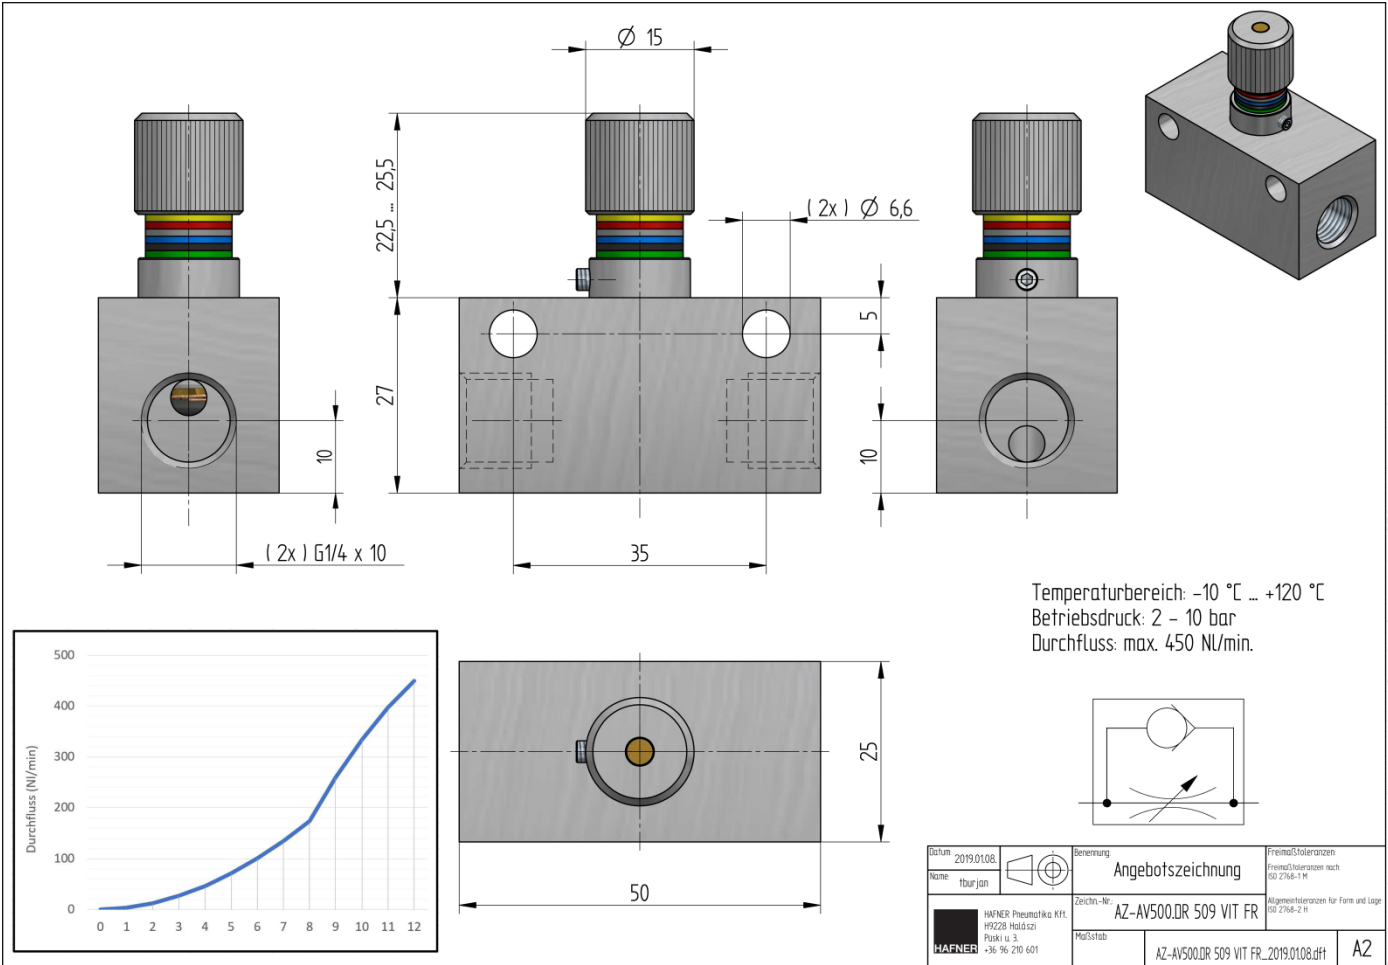 Ø 15
22,5 ... 25,5
( 2x ) Ø 6,6
5
27
10
10
( 2x ) G1/4 x 10
35
Temperaturbereich: -10 °C ... +120 °C
Betriebsdruck: 2 - 10 bar
Durchfluss: max. 450 Nl/min.
500
400
300
200
100
0
Durchfluss (Nl/min)
0 1 2 3 4 5 6 7 8 9 10 11 12
25
50
Datum 2019.01.08.
Name tburjan
Benennung
Angebotszeichnung
Freimaßtoleranzen
Freimaßtoleranzen nach
ISO 2768-1 M
Zeichn.-Nr.: AZ-AV500.DR 509 VIT FR
Allgemeintoleranzen für Form und Lage
ISO 2768-2 H
HAFNER
HAFNER Pneumatika Kft.
H9228 Halászi
Püski u. 3.
+36 96 210 601
Maßstab
AZ-AV500.DR 509 VIT FR_2019.01.08.dft
A2